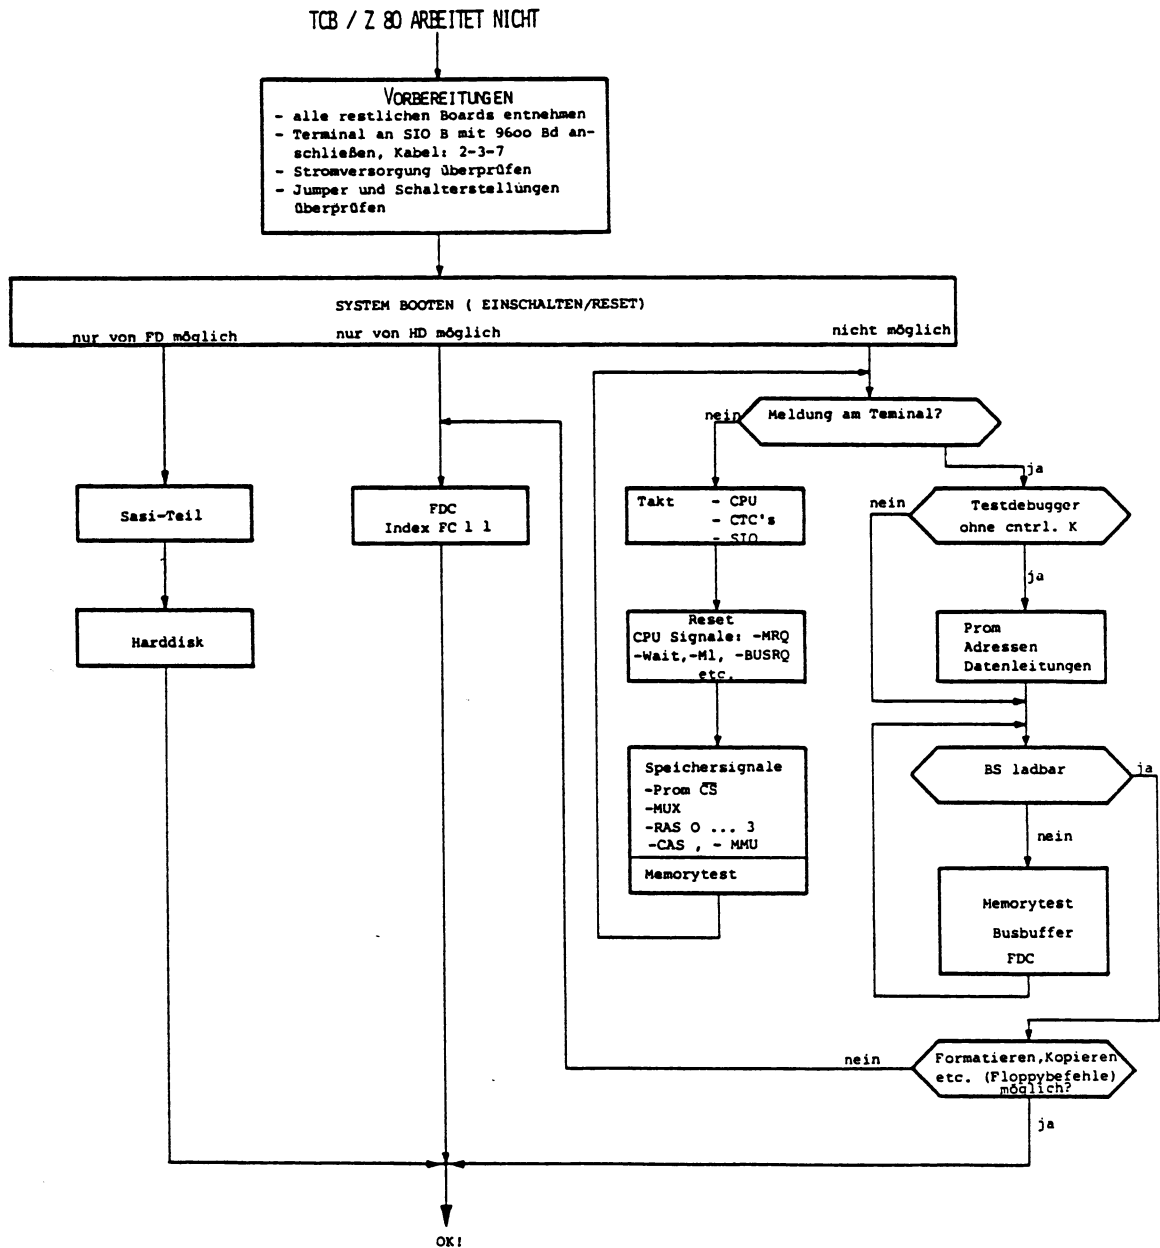 TCB / Z 80 ARBEITET NICHT
VORBEREITUNGEN
- alle restlichen Boards entnehmen
- Terminal an SIO B mit 96oo Bd an-
schließen, Kabel: 2-3-7
- Stromversorgung überprüfen
- Jumper und Schalterstellungen
überprüfen
SYSTEM BOOTEN ( EINSCHALTEN/RESET)
nur von FD möglich
nur von HD möglich
nicht möglich
Meldung am Teminal?
nein
ja
Sasi-Teil
Harddisk
FDC
Index FC 1 1
Takt - CPU
- CTC's
- SIO
Reset
CPU Signale: -MRQ
-Wait,-M1, -BUSRQ
etc.
Speichersignale
-Prom C̅S̅
-MUX
-RAS O ... 3
-CAS , - MMU
Memorytest
Testdebugger
ohne cntrl. K
nein
ja
Prom
Adressen
Datenleitungen
BS ladbar
ja
nein
Memorytest
Busbuffer
FDC
Formatieren,Kopieren
etc. (Floppybefehle)
möglich?
nein
ja
OK!